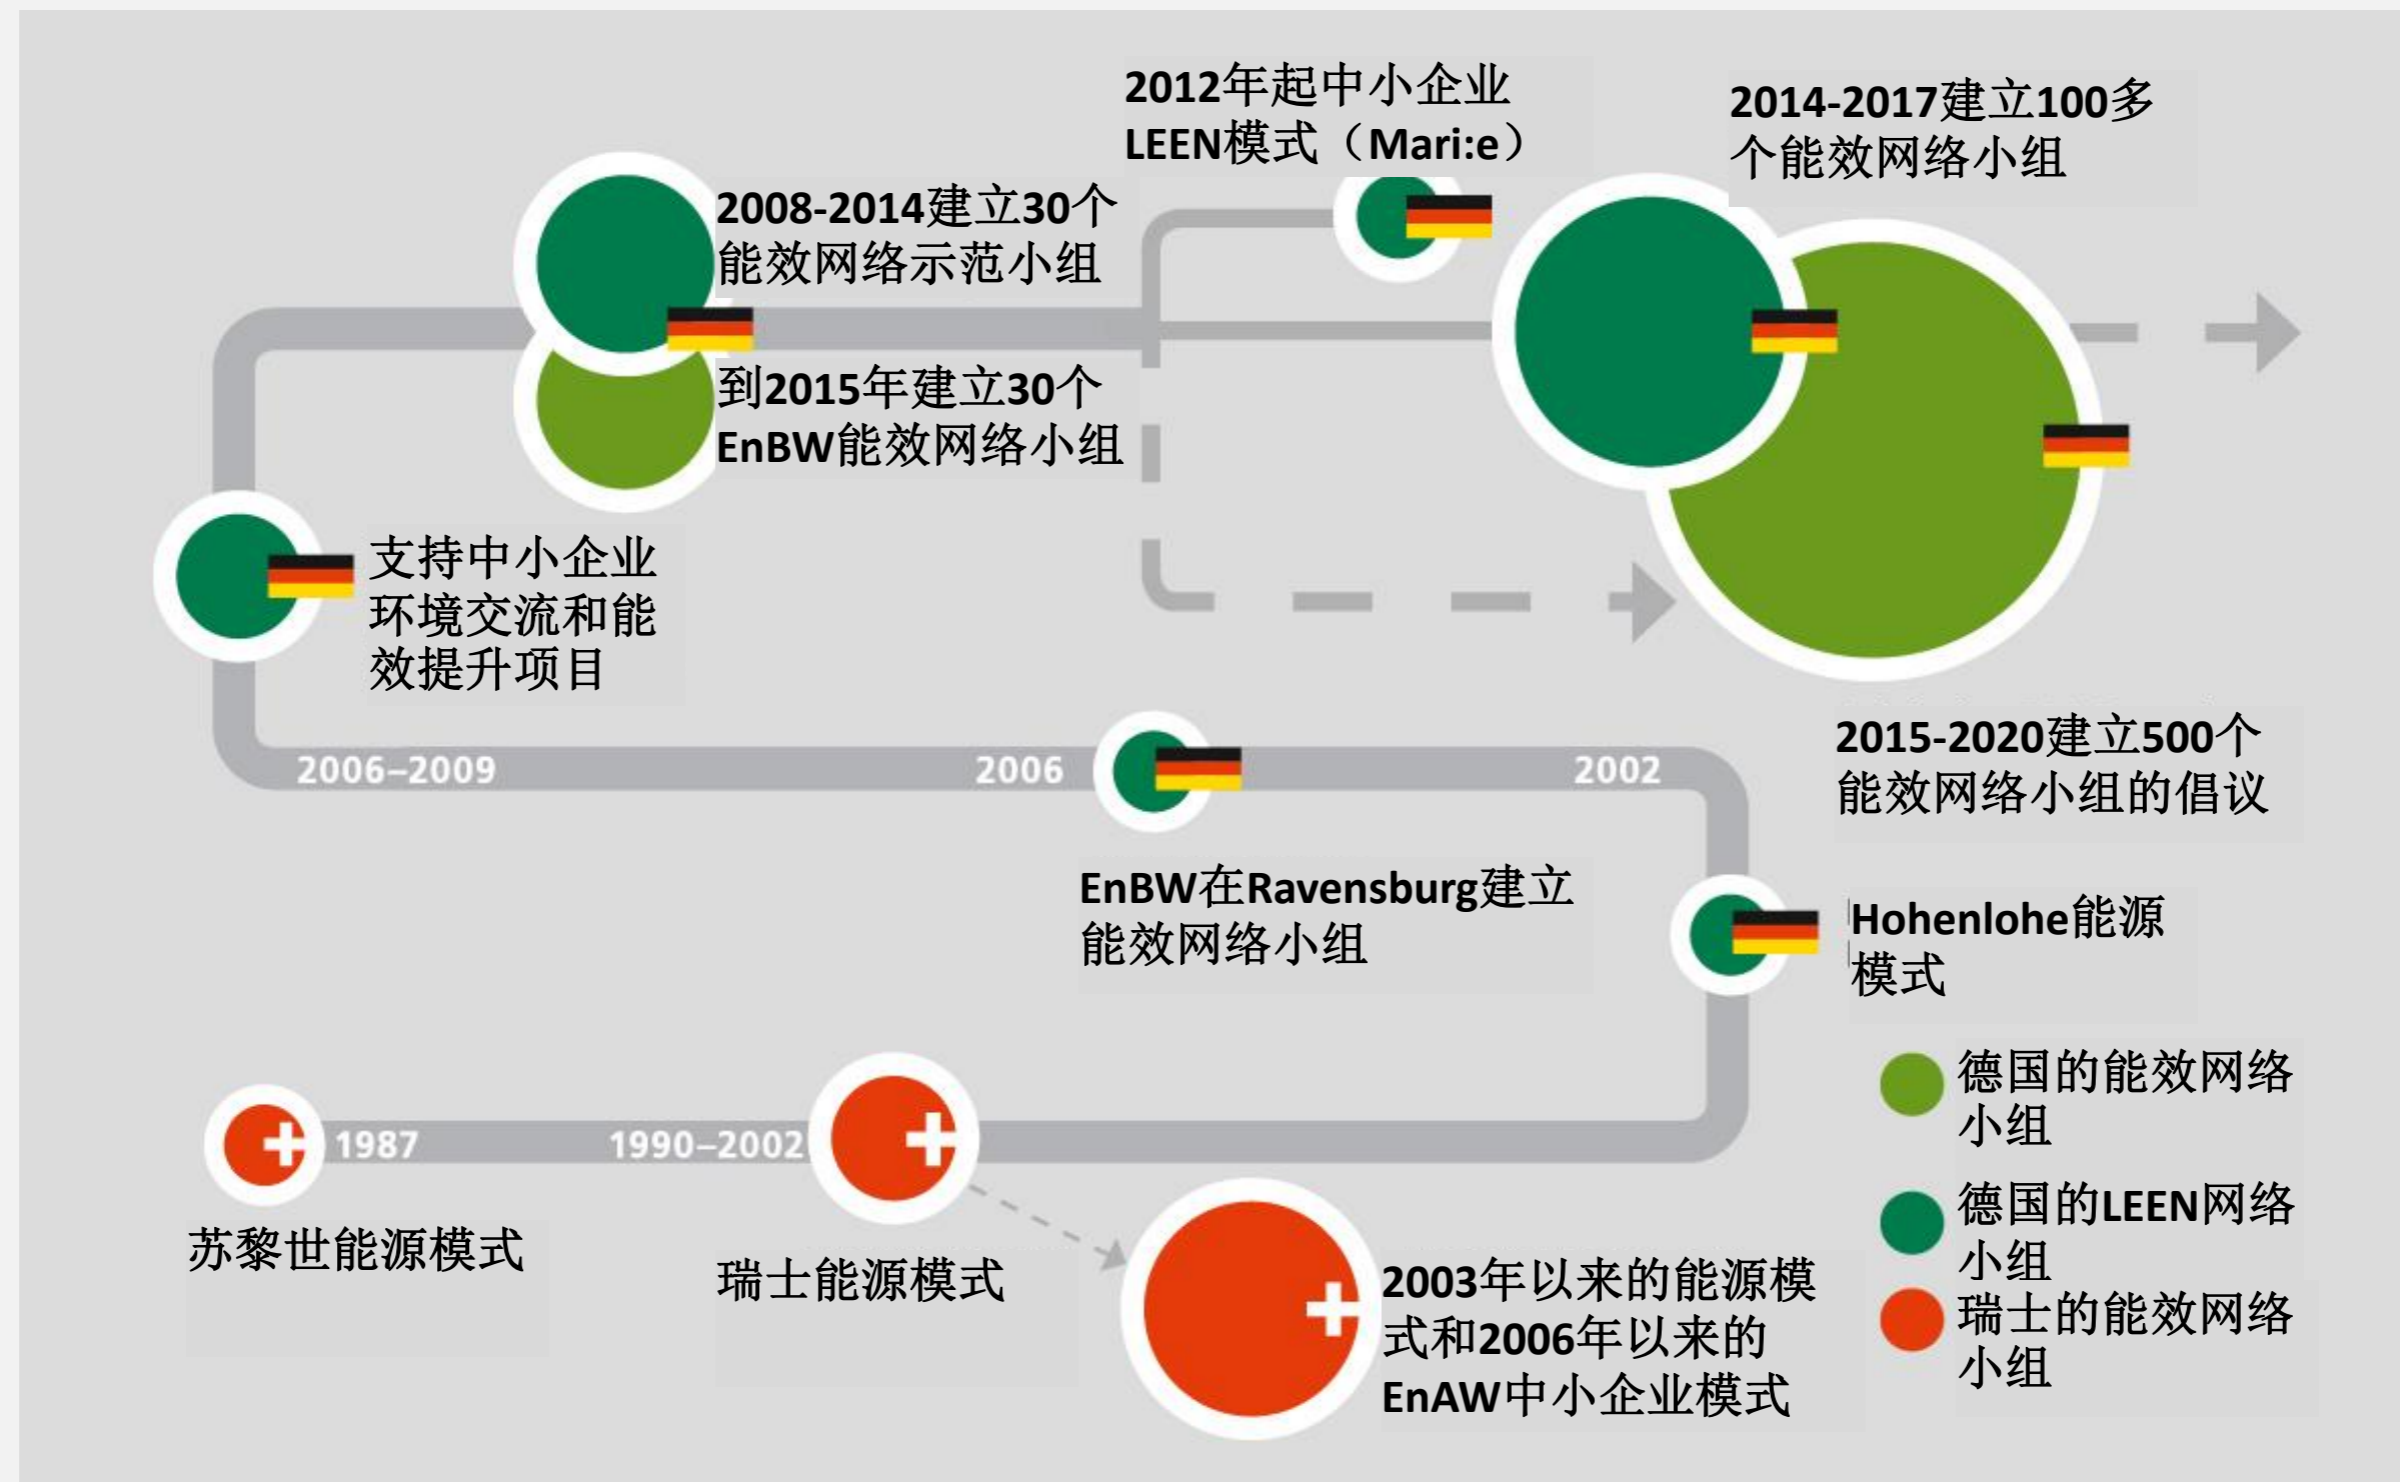 2012年起中小企业
LEEN模式（Mari:e）
2014-2017建立100多
个能效网络小组
2008-2014建立30个
能效网络示范小组
到2015年建立30个
EnBW能效网络小组
支持中小企业
环境交流和能
效提升项目
2006–2009
2006
2002
2015-2020建立500个
能效网络小组的倡议
EnBW在Ravensburg建立
能效网络小组
Hohenlohe能源
模式
1987
1990–2002
苏黎世能源模式
瑞士能源模式
2003年以来的能源模
式和2006年以来的
EnAW中小企业模式
德国的能效网络
小组
德国的LEEN网络
小组
瑞士的能效网络
小组